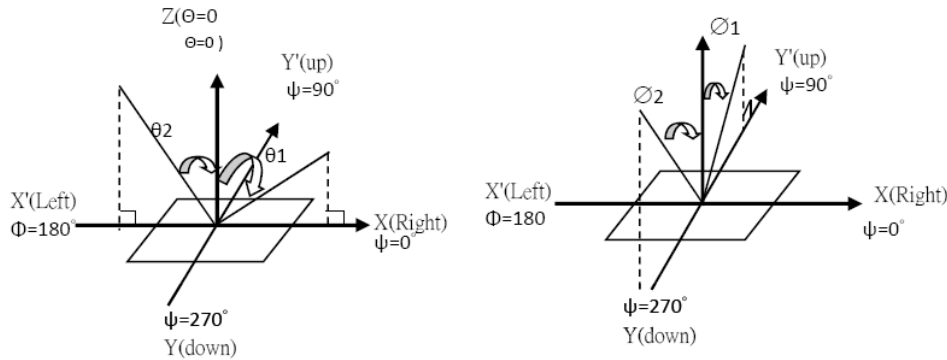 Z(Θ=0
Θ=0 )
Y'(up)
ψ=90°
θ2
θ1
X'(Left)
Φ=180°
X(Right)
ψ=0°
ψ=270°
Y(down)
∅1
Y'(up)
ψ=90°
∅2
X'(Left)
Φ=180
X(Right)
ψ=0°
ψ=270°
Y(down)